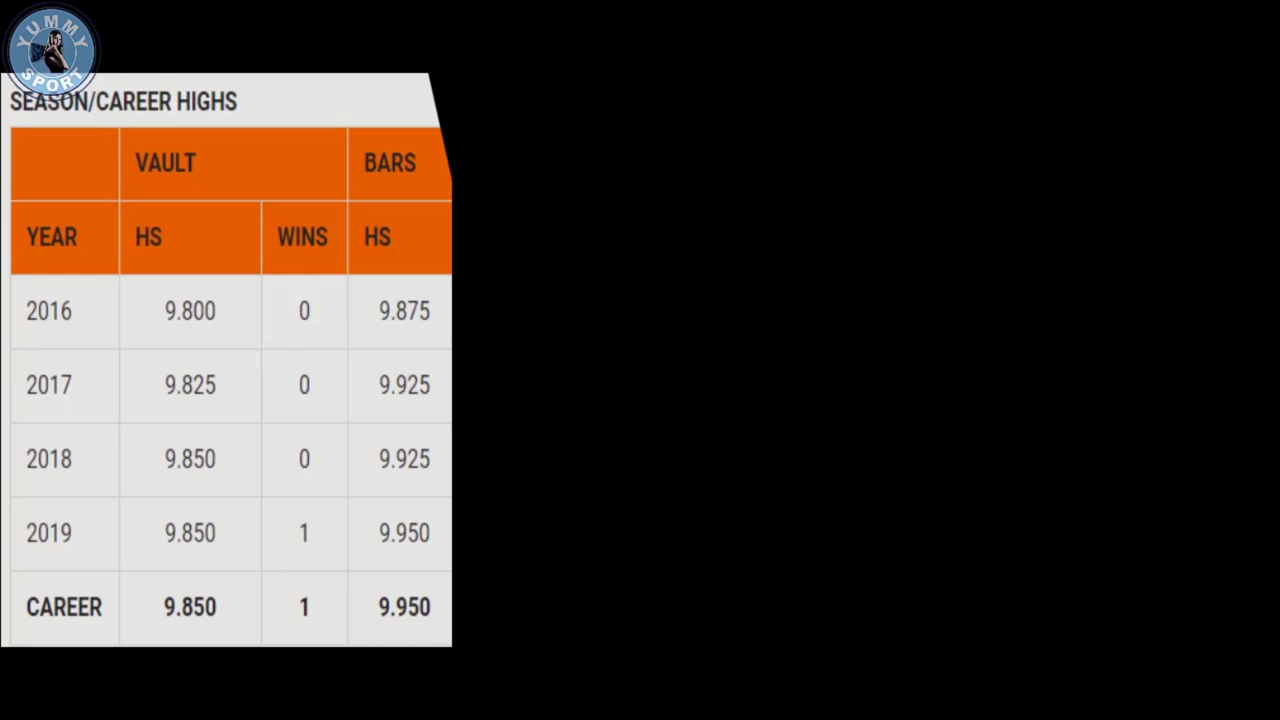 YUMMY
SPORT
SEASON/CAREER HIGHS
VAULT BARS
YEAR HS WINS HS
2016 9.800 0 9.875
2017 9.825 0 9.925
2018 9.850 0 9.925
2019 9.850 1 9.950
CAREER 9.850 1 9.950